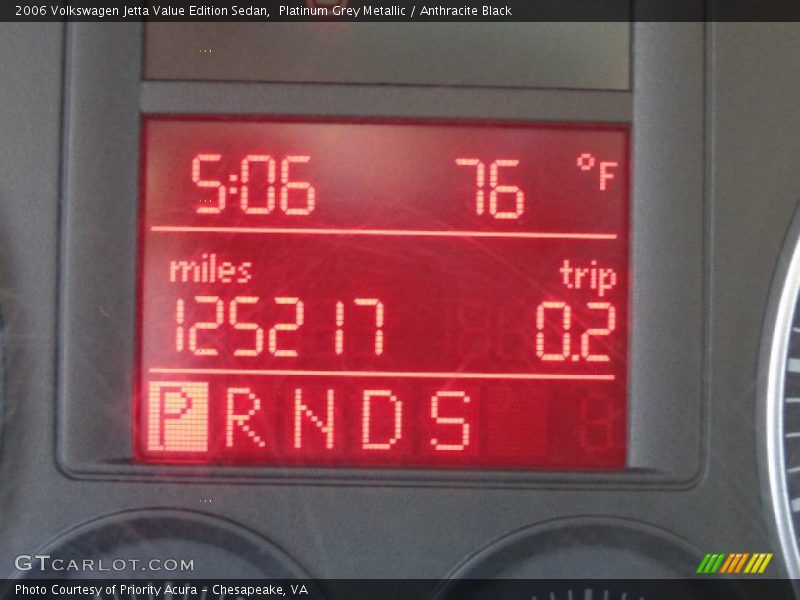 2006 Volkswagen Jetta Value Edition Sedan,  Platinum Grey Metallic / Anthracite Black
5:06 76 °F
miles trip
125217 0.2
P R N D S
GTCARLOT.COM
Photo Courtesy of Priority Acura – Chesapeake, VA